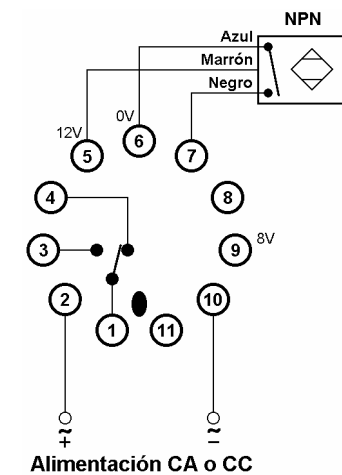 NPN
Azul
Marrón
Negro
0V
12V
6
5
7
4
8
3
9
8V
2
10
1
11
~
+
~
−
Alimentación CA o CC